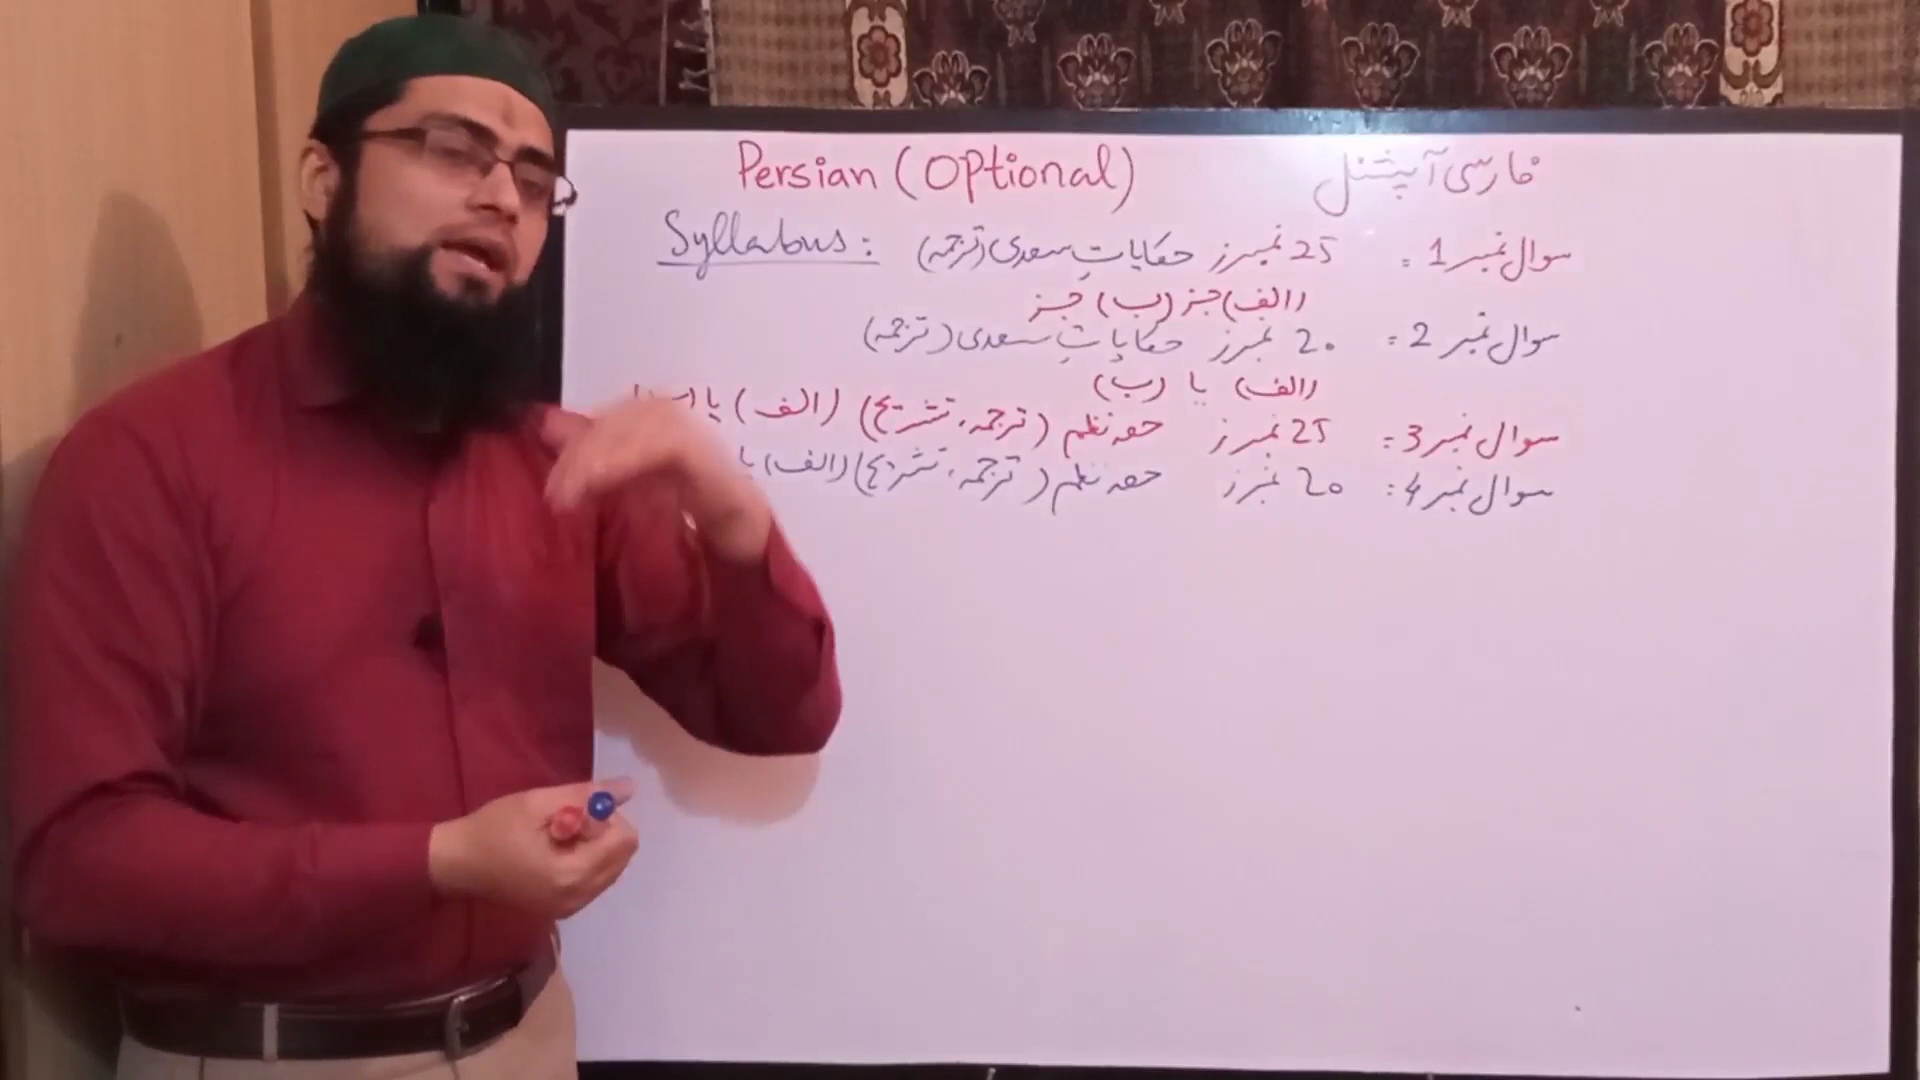 Persian (Optional) فارسی آپشنل
Syllabus:
سوال نمبر 1 : 25 نمبرز حکایاتِ سعدی (ترجمہ)
(الف) جز (ب) جز
سوال نمبر 2 : 20 نمبرز حکایاتِ سعدی (ترجمہ)
(الف) یا (ب)
سوال نمبر 3 : 25 نمبرز حصہ نظم (ترجمہ، تشریح) (الف) یا
سوال نمبر 4 : 20 نمبرز حصہ نظم (ترجمہ، تشریح) (الف) یا